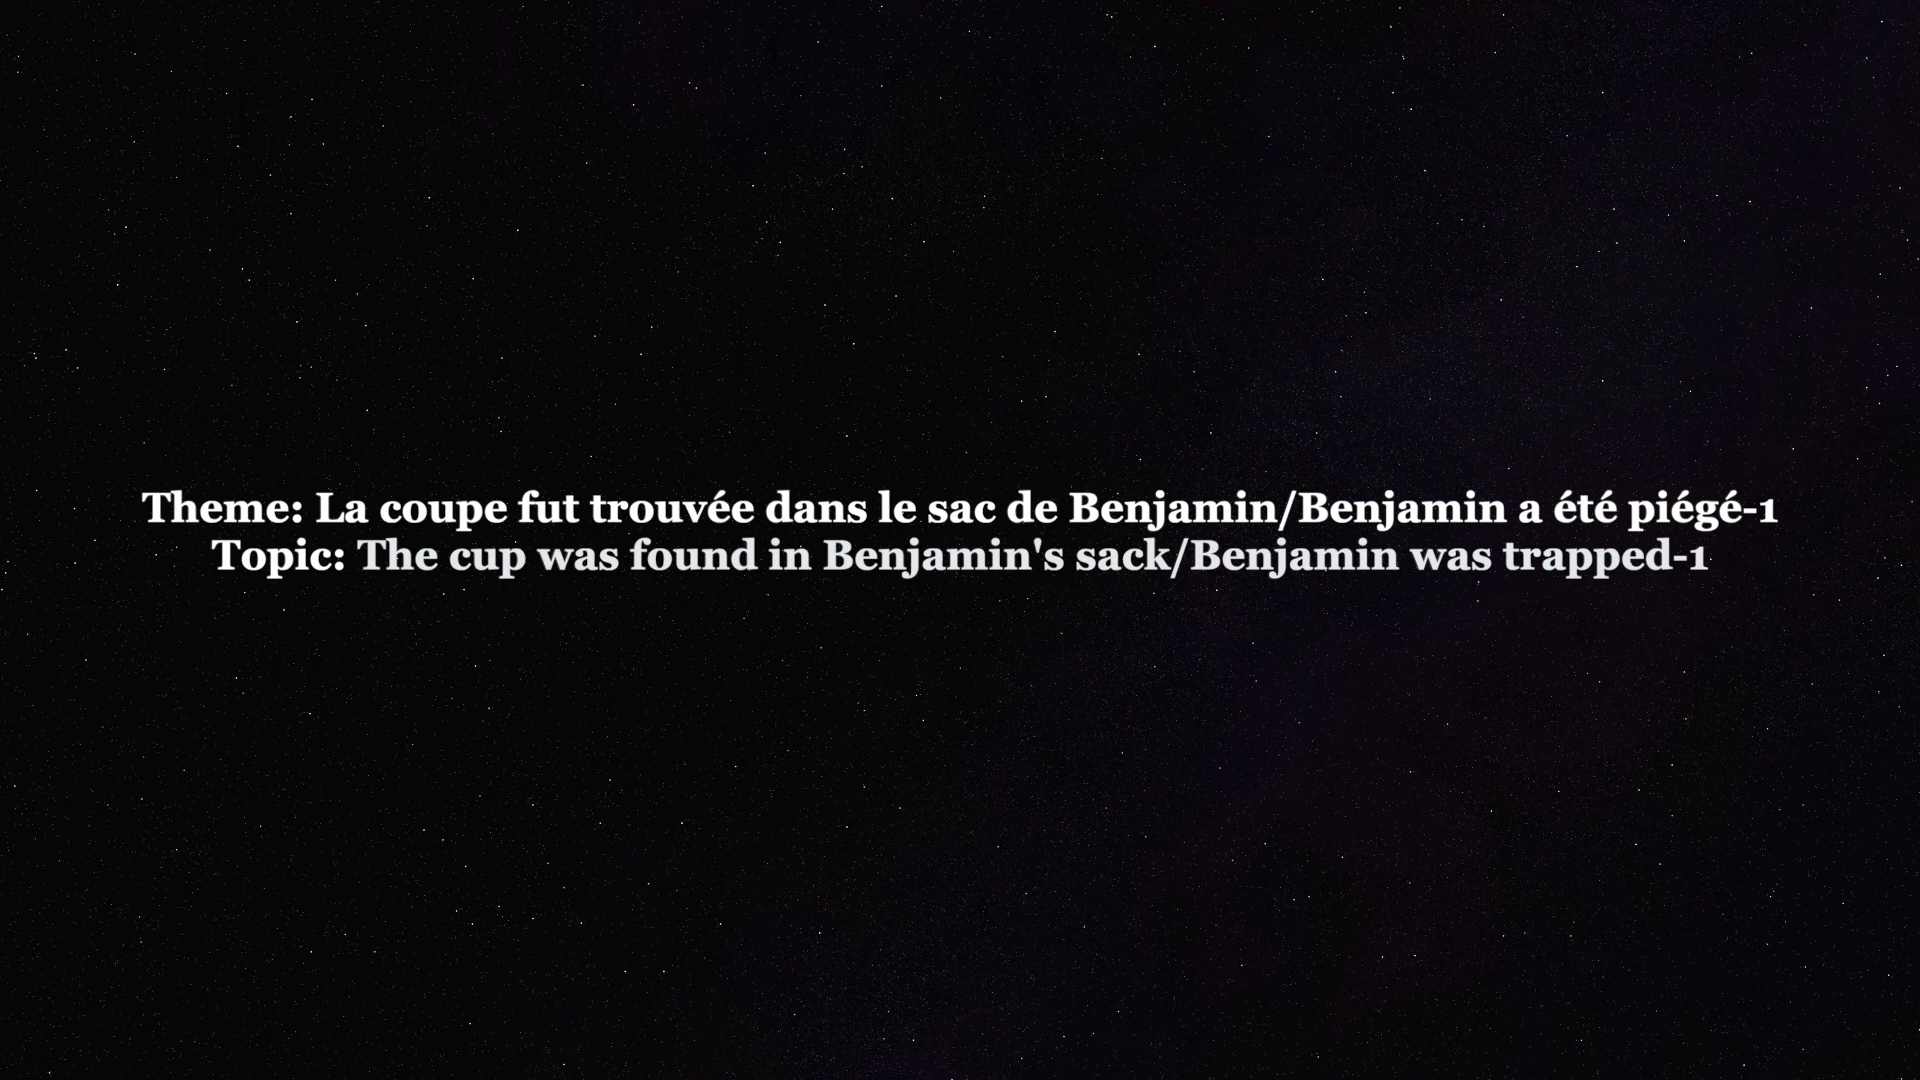 Theme: La coupe fut trouvée dans le sac de Benjamin/Benjamin a été piégé-1
Topic: The cup was found in Benjamin's sack/Benjamin was trapped-1